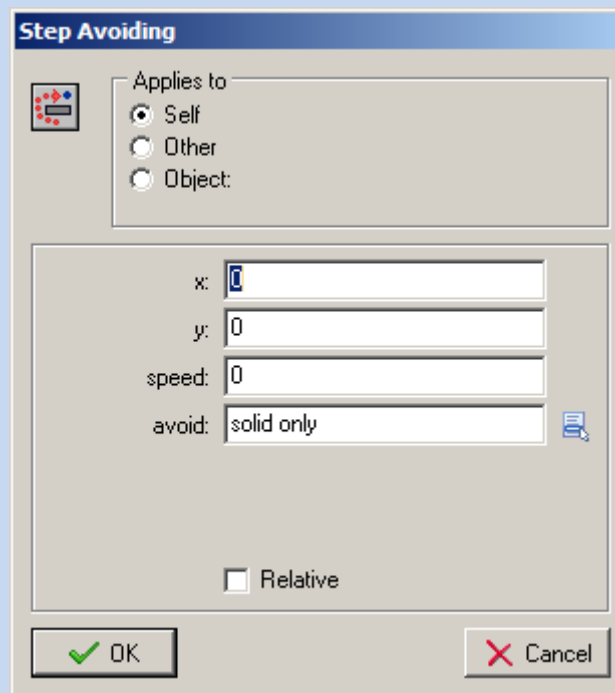 Step Avoiding
Applies to
Self
Other
Object:
x: 0
y: 0
speed: 0
avoid: solid only
Relative
OK Cancel